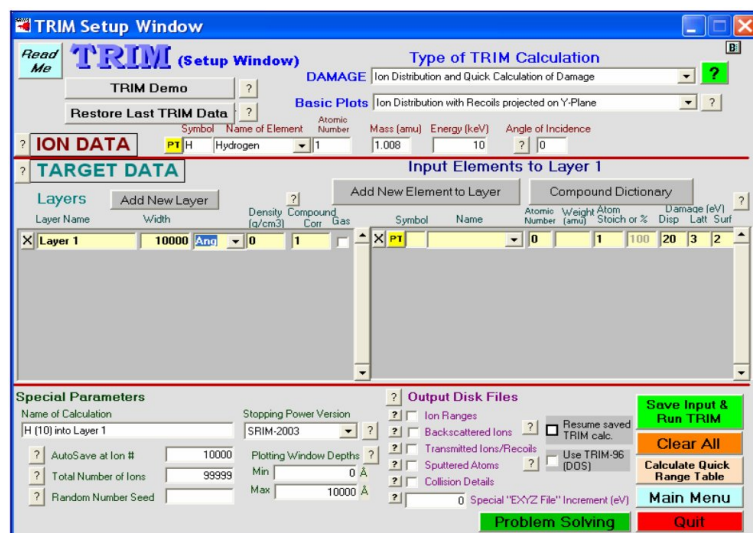 TRIM Setup Window
Read Me
TRIM (Setup Window)
Type of TRIM Calculation
B
TRIM Demo ?
DAMAGE Ion Distribution and Quick Calculation of Damage ?
Restore Last TRIM Data ?
Basic Plots Ion Distribution with Recoils projected on Y-Plane ?
Symbol Name of Element Atomic Number Mass (amu) Energy (keV) Angle of Incidence
? ION DATA PT H Hydrogen 1 1.008 10 ? 0
? TARGET DATA
Input Elements to Layer 1
Layers Add New Layer ?
Add New Element to Layer Compound Dictionary ?
Layer Name Width Density (g/cm3) Compound Corr Gas
Symbol Name Atomic Number Weight (amu) Atom Stoich or % Damage (eV) Disp Latt Surf
X Layer 1 10000 Ang 0 1
X PT 0 1 100 20 3 2
Special Parameters
Name of Calculation
H (10) into Layer 1
Stopping Power Version
SRIM-2003 ?
? AutoSave at Ion # 10000
? Total Number of Ions 99999
? Random Number Seed
Plotting Window Depths ?
Min 0 Å
Max 10000 Å
? Output Disk Files
? Ion Ranges
? Backscattered Ions
? Transmitted Ions/Recoils
? Sputtered Atoms
? Collision Details
? 0 Special "EXYZ File" Increment (eV)
? Resume saved TRIM calc.
? Use TRIM-96 (DOS)
Save Input & Run TRIM
Clear All
Calculate Quick Range Table
Main Menu
Problem Solving
Quit